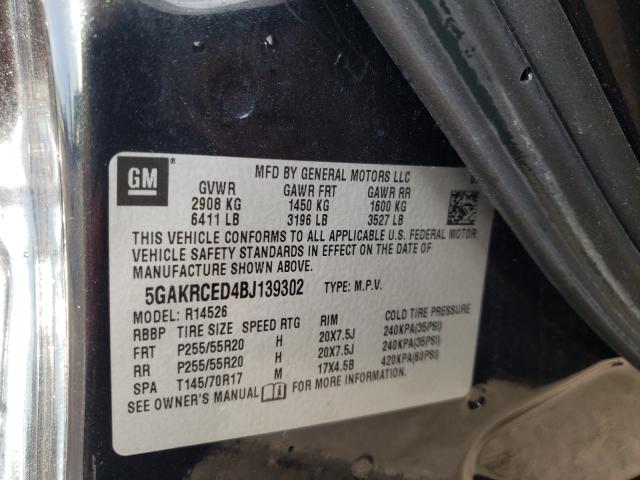 GM
MFD BY GENERAL MOTORS LLC
GVWR GAWR FRT GAWR RR
2908 KG 1450 KG 1600 KG
6411 LB 3196 LB 3527 LB
THIS VEHICLE CONFORMS TO ALL APPLICABLE U.S. FEDERAL MOTOR
VEHICLE SAFETY STANDARDS IN EFFECT ON THE DATE OF
MANUFACTURE SHOWN ABOVE.
5GAKRCED4BJ139302 TYPE: M.P.V.
MODEL: R14526
RBBP TIRE SIZE SPEED RTG RIM COLD TIRE PRESSURE
FRT P255/55R20 H 20X7.5J 240KPA(35PSI)
RR P255/55R20 H 20X7.5J 240KPA(35PSI)
SPA T145/70R17 M 17X4.5B 420KPA(60PSI)
SEE OWNER'S MANUAL FOR MORE INFORMATION.